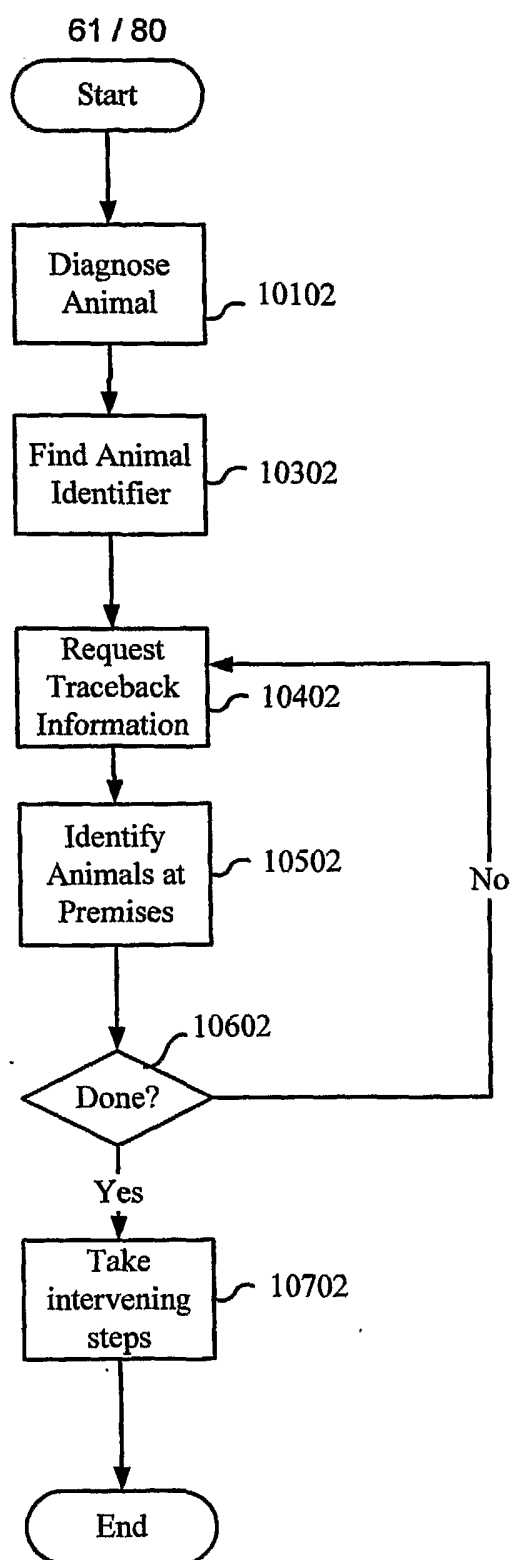 61 / 80
Start
Diagnose
Animal
10102
Find Animal
Identifier
10302
Request
Traceback
Information
10402
Identify
Animals at
Premises
10502
No
10602
Done?
Yes
Take
intervening
steps
10702
End